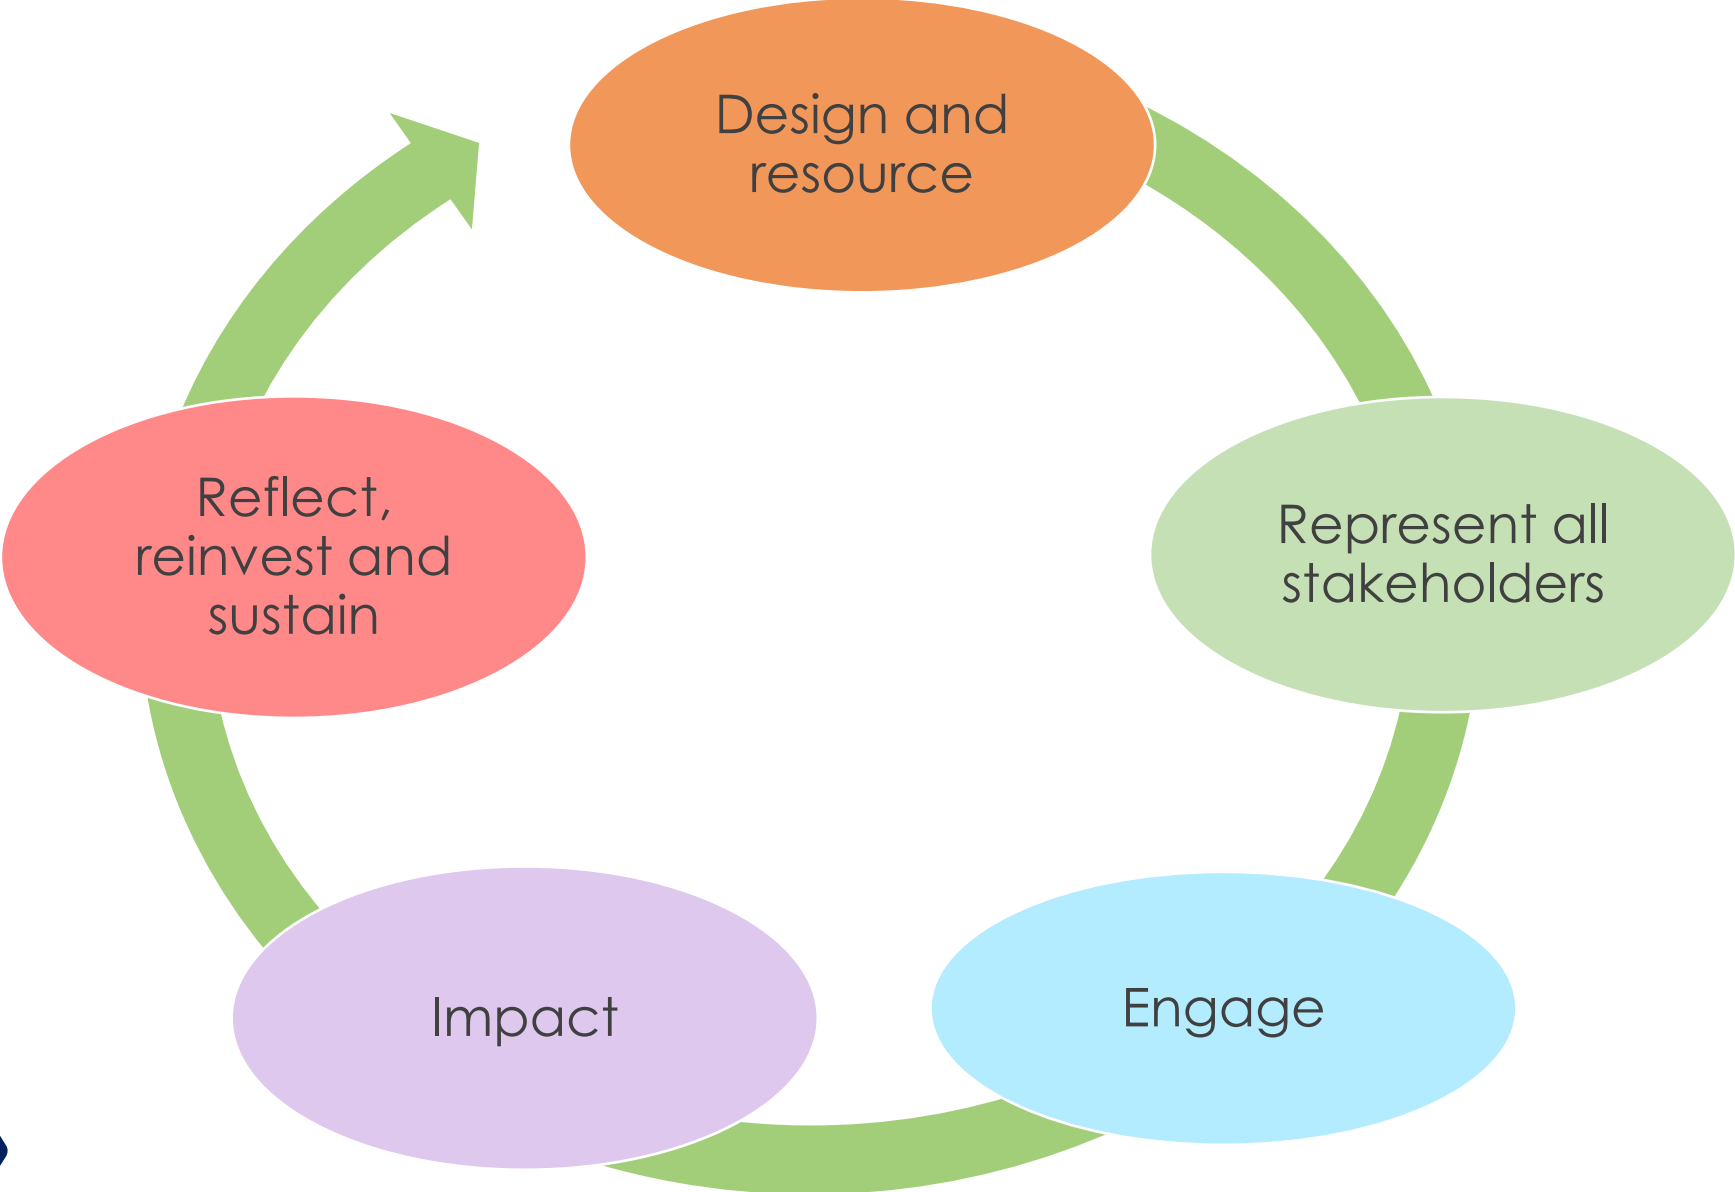 Design and
resource
Represent all
stakeholders
Engage
Impact
Reflect,
reinvest and
sustain